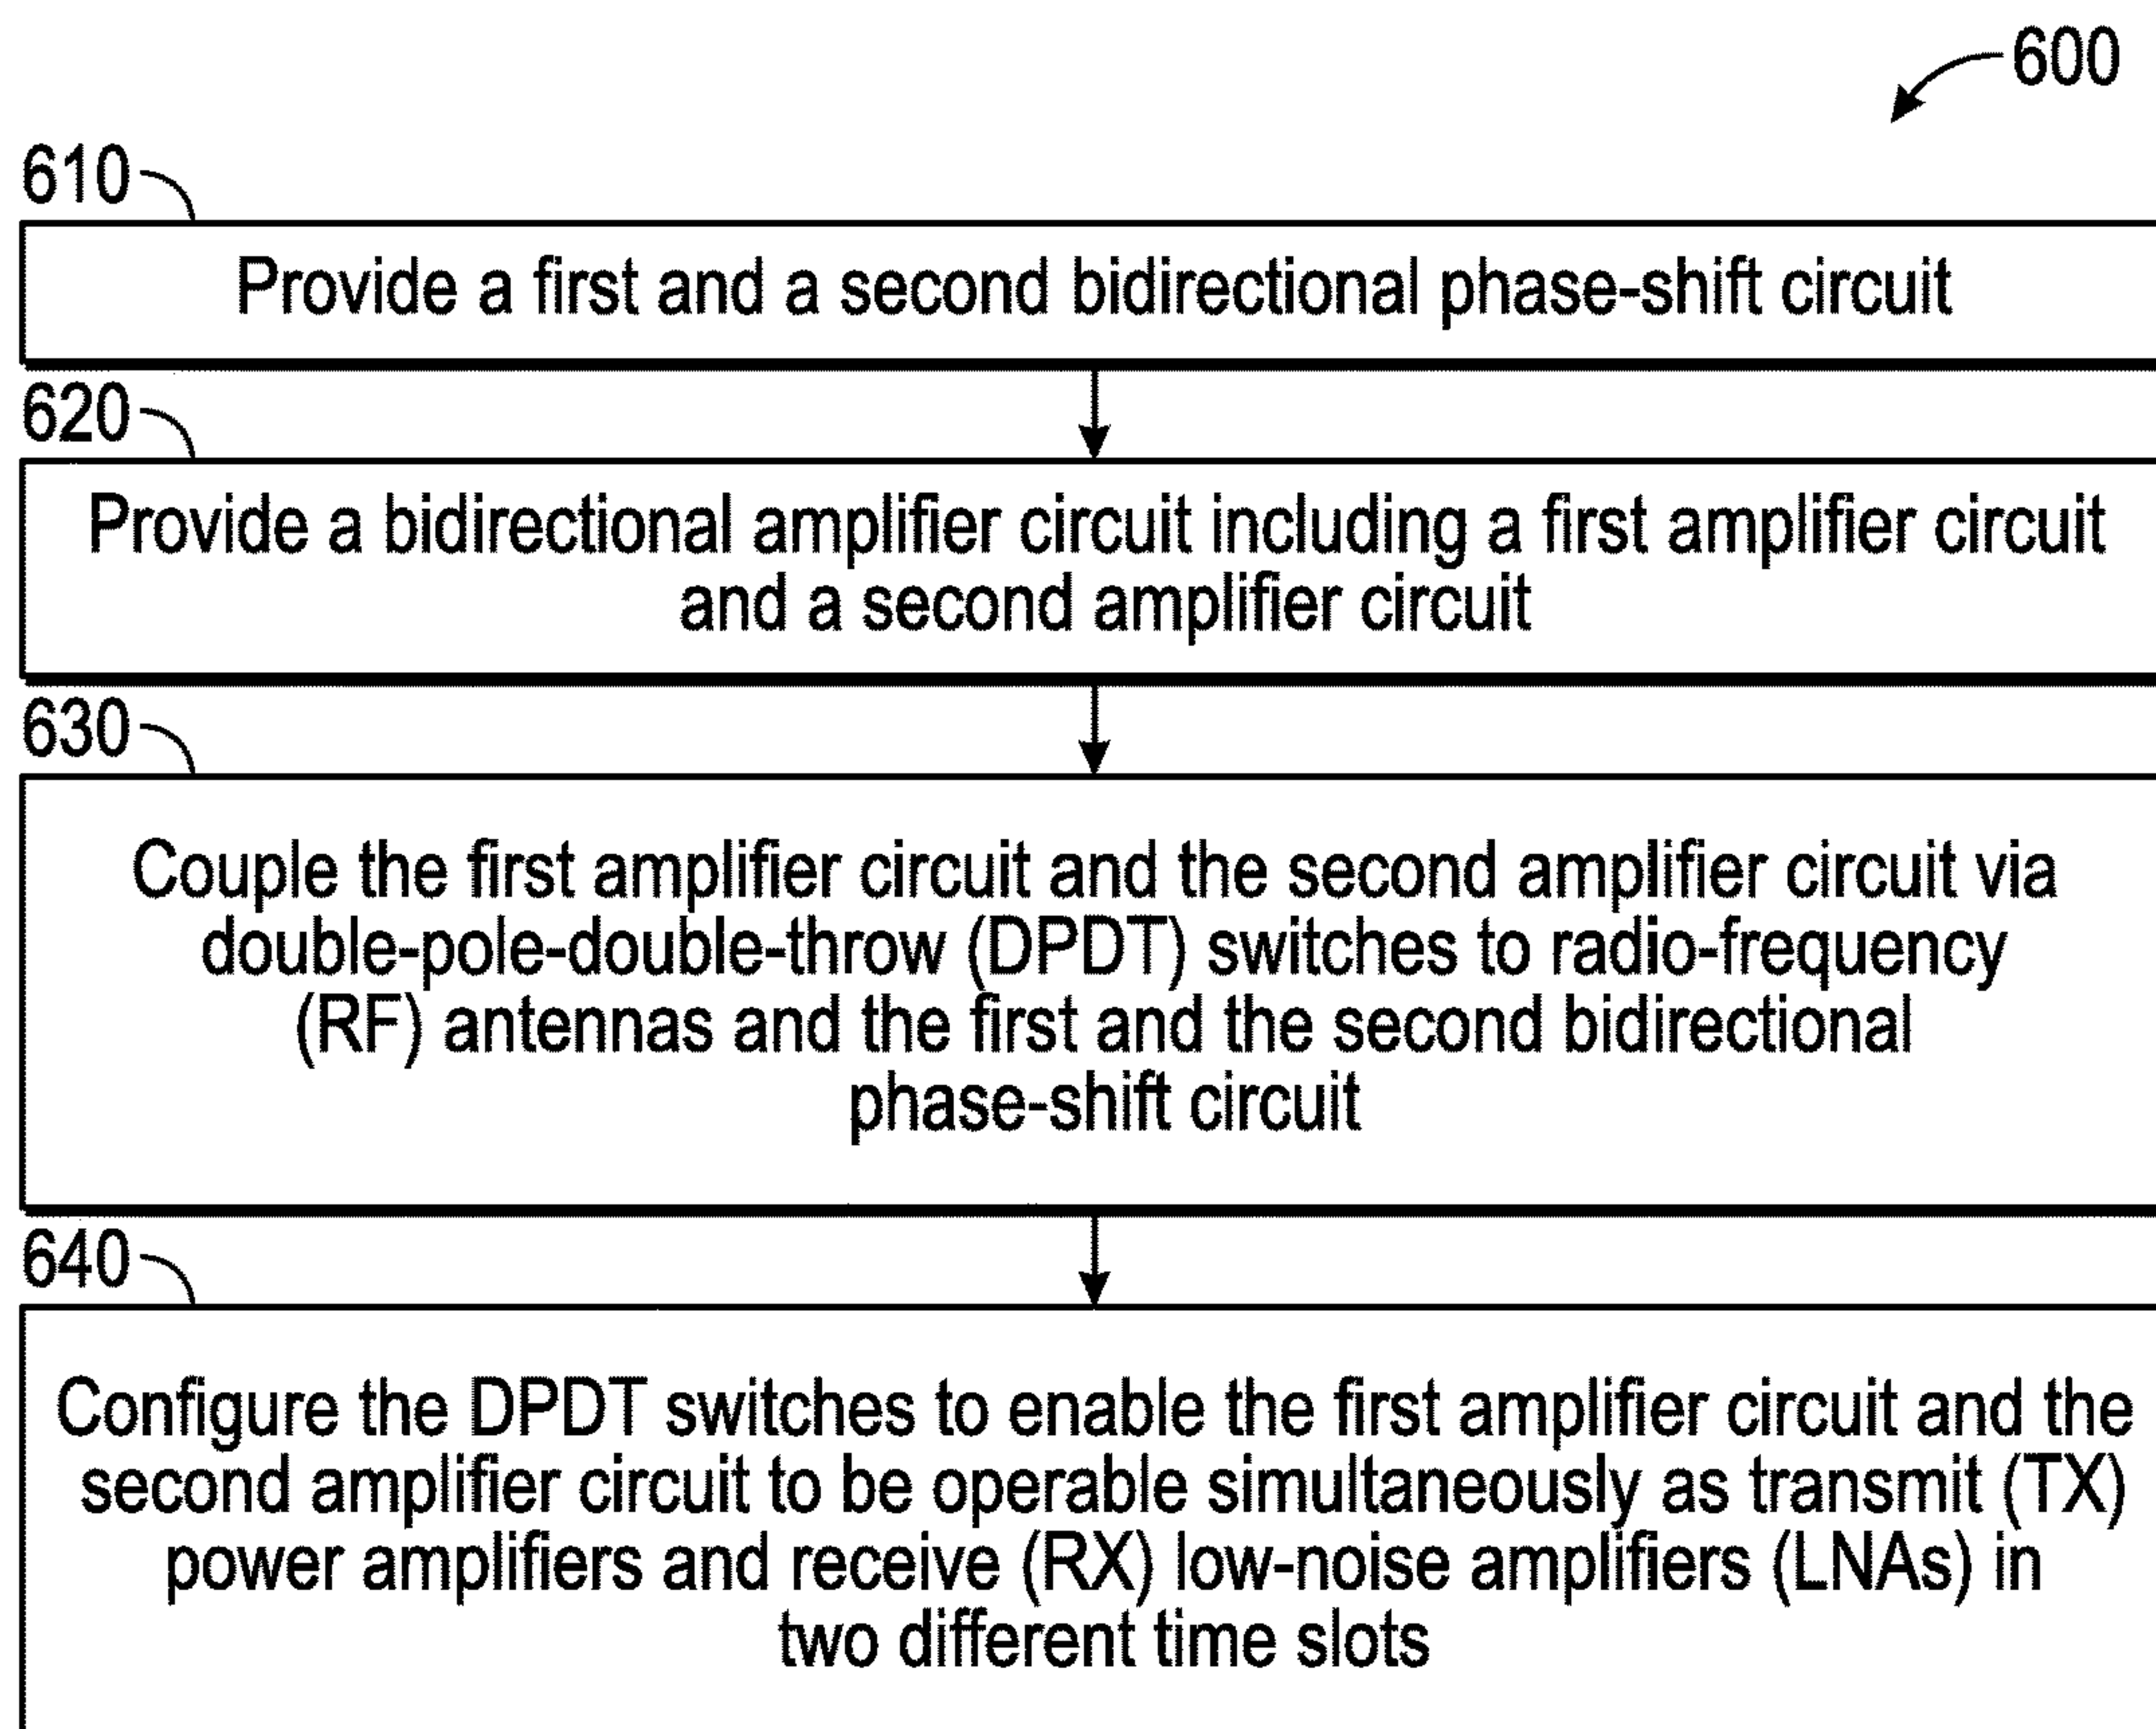 600
610
Provide a first and a second bidirectional phase-shift circuit
620
Provide a bidirectional amplifier circuit including a first amplifier circuit
and a second amplifier circuit
630
Couple the first amplifier circuit and the second amplifier circuit via
double-pole-double-throw (DPDT) switches to radio-frequency
(RF) antennas and the first and the second bidirectional
phase-shift circuit
640
Configure the DPDT switches to enable the first amplifier circuit and the
second amplifier circuit to be operable simultaneously as transmit (TX)
power amplifiers and receive (RX) low-noise amplifiers (LNAs) in
two different time slots